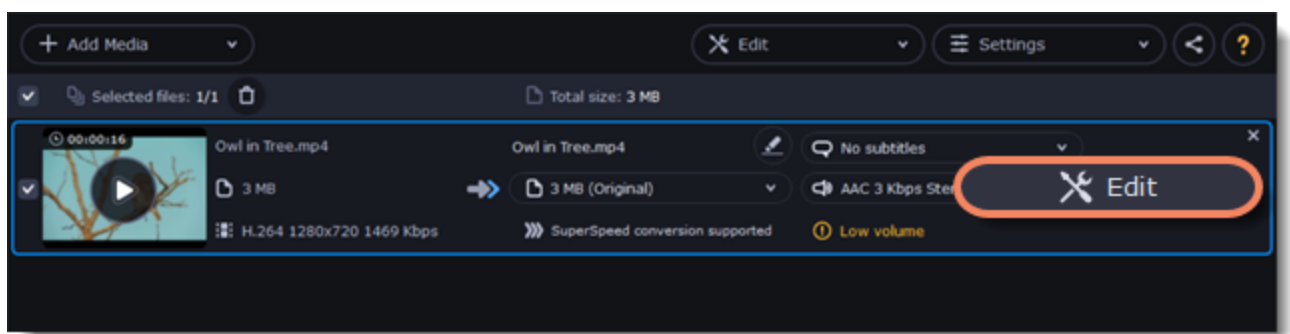 Add Media
Edit
Settings
?
Selected files: 1/1
Total size: 3 MB
00:00:16
Owl in Tree.mp4
Owl in Tree.mp4
No subtitles
3 MB
3 MB (Original)
AAC 3 Kbps
Edit
H.264 1280x720 1469 Kbps
SuperSpeed conversion supported
Low volume